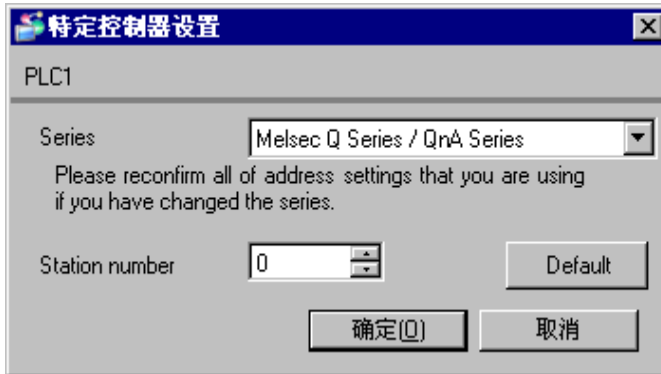 特定控制器设置
PLC1
Series Melsec Q Series / QnA Series
Please reconfirm all of address settings that you are using
if you have changed the series.
Station number 0 Default
确定(O) 取消